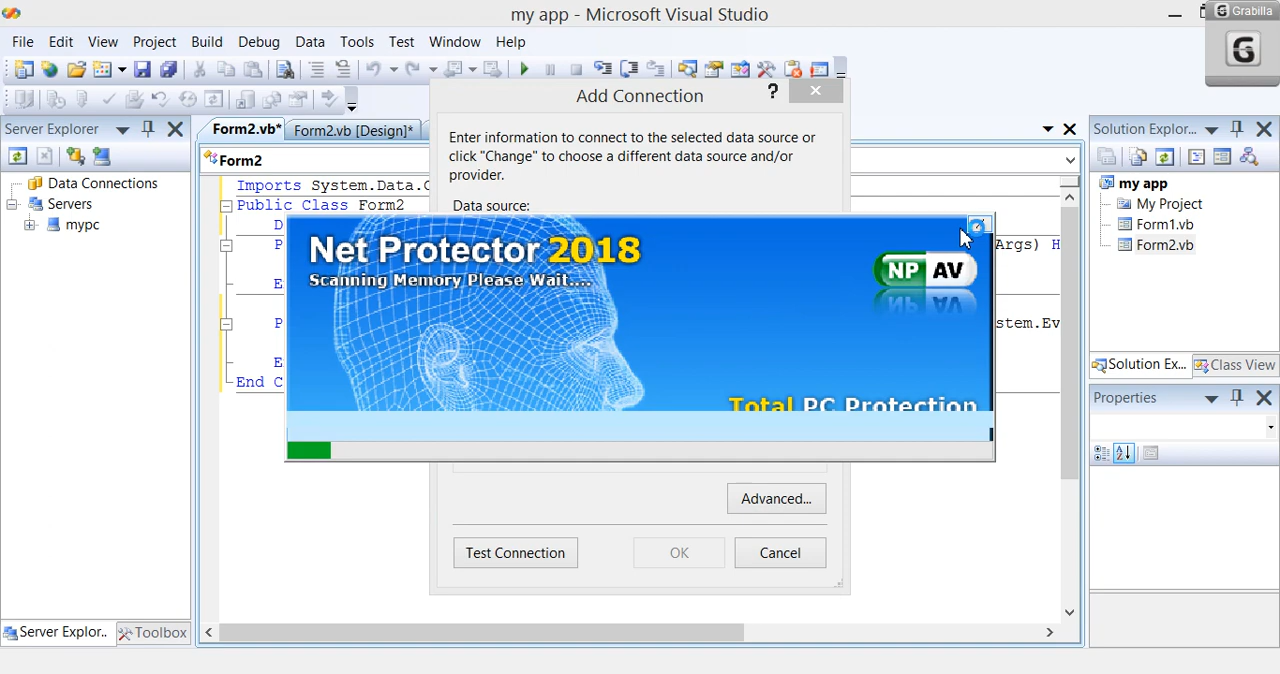 my app - Microsoft Visual Studio
Grabilla
G
File Edit View Project Build Debug Data Tools Test Window Help
Server Explorer
Data Connections
Servers
mypc
Server Explor..
Toolbox
Form2.vb*
Form2.vb [Design]*
Form2
Imports System.Data.
Public Class Form2
D
P
Args) H
E
P
stem.Ev
E
End C
Add Connection
?
Enter information to connect to the selected data source or
click "Change" to choose a different data source and/or
provider.
Data source:
Net Protector 2018
Scanning Memory Please Wait....
NP AV
Total PC Protection
Advanced...
Test Connection
OK
Cancel
Solution Explor...
my app
My Project
Form1.vb
Form2.vb
Solution Ex...
Class View
Properties